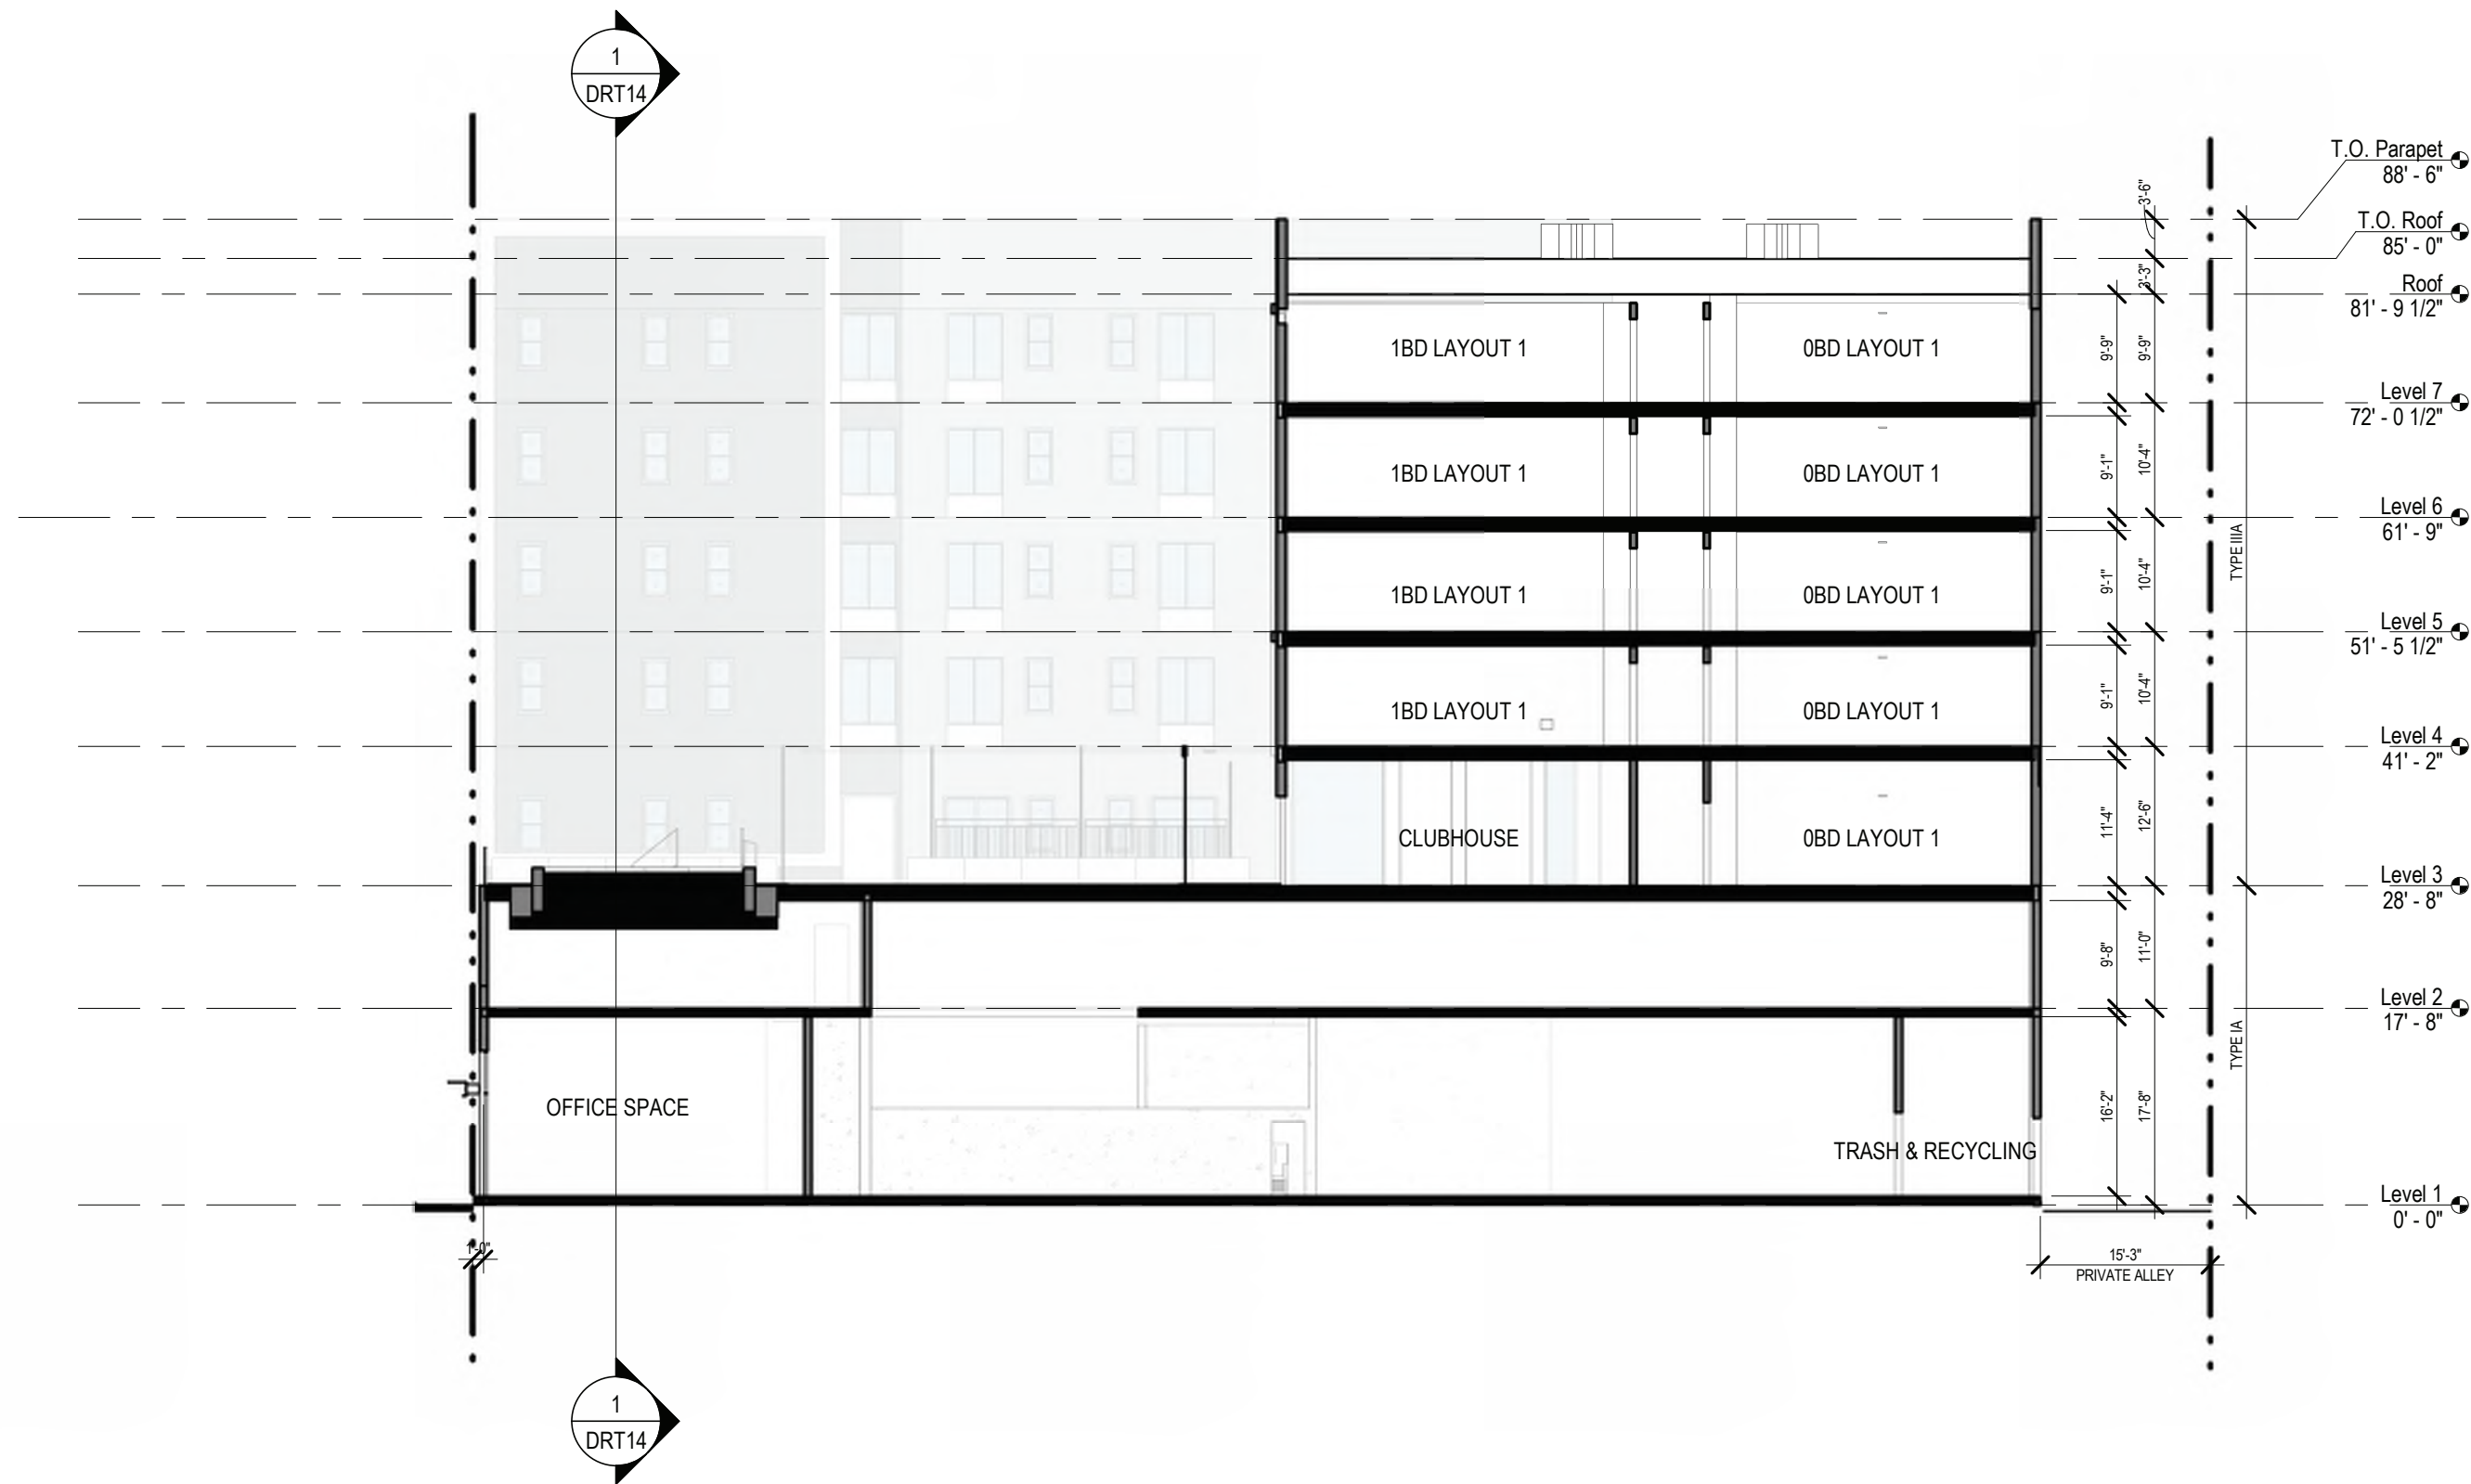 1
DRT14
T.O. Parapet
88' - 6"
3'-6"
T.O. Roof
85' - 0"
3'-3"
Roof
81' - 9 1/2"
1BD LAYOUT 1
0BD LAYOUT 1
9'-9"
9'-9"
Level 7
72' - 0 1/2"
1BD LAYOUT 1
0BD LAYOUT 1
9'-1"
10'-4"
Level 6
61' - 9"
TYPE IIIA
1BD LAYOUT 1
0BD LAYOUT 1
9'-1"
10'-4"
Level 5
51' - 5 1/2"
1BD LAYOUT 1
0BD LAYOUT 1
9'-1"
10'-4"
Level 4
41' - 2"
CLUBHOUSE
0BD LAYOUT 1
11'-4"
12'-6"
Level 3
28' - 8"
9'-8"
11'-0"
Level 2
17' - 8"
TYPE IA
OFFICE SPACE
16'-2"
17'-8"
TRASH & RECYCLING
Level 1
0' - 0"
1'-0"
15'-3"
PRIVATE ALLEY
1
DRT14